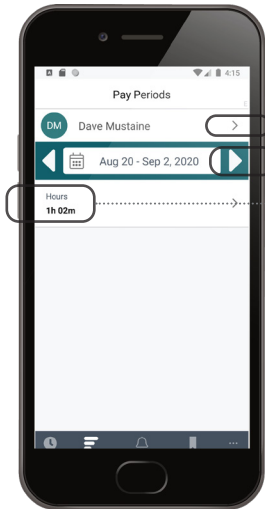 4:15
Pay Periods
DM Dave Mustaine
Aug 20 - Sep 2, 2020
Hours
1h 02m